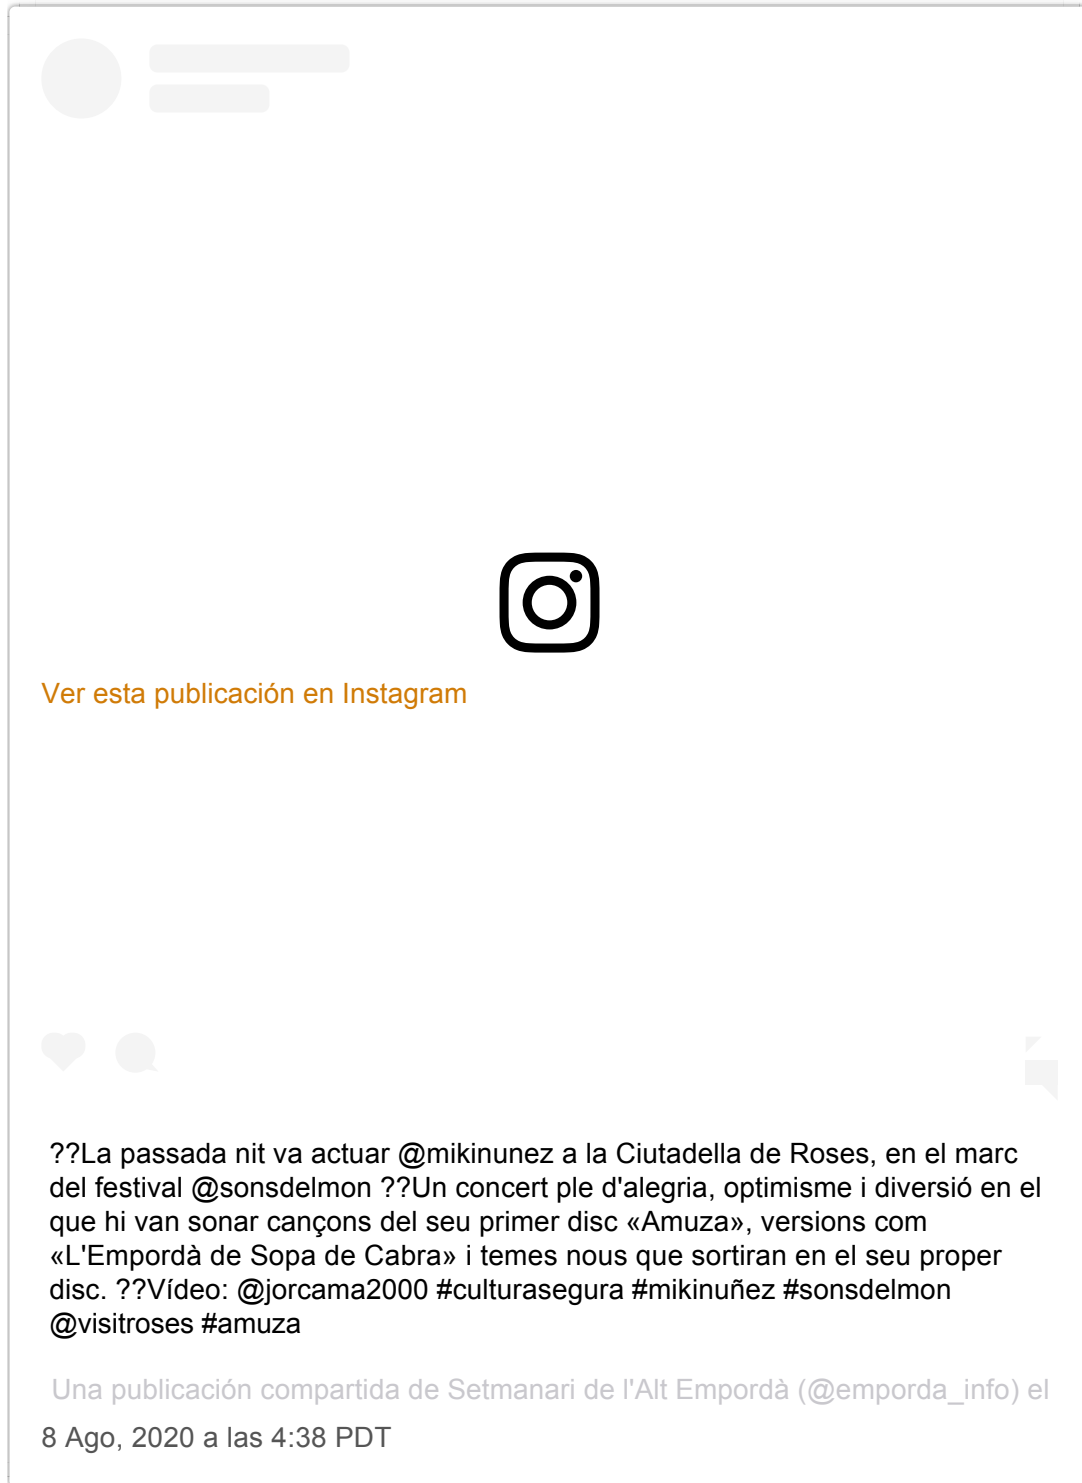 Ver esta publicación en Instagram
??La passada nit va actuar @mikinunez a la Ciutadella de Roses, en el marc
del festival @sonsdelmon ??Un concert ple d'alegria, optimisme i diversió en el
que hi van sonar cançons del seu primer disc «Amuza», versions com
«L'Empordà de Sopa de Cabra» i temes nous que sortiran en el seu proper
disc. ??Vídeo: @jorcama2000 #culturasegura #mikinuñez #sonsdelmon
@visitroses #amuza
Una publicación compartida de Setmanari de l'Alt Empordà (@emporda_info) el
8 Ago, 2020 a las 4:38 PDT